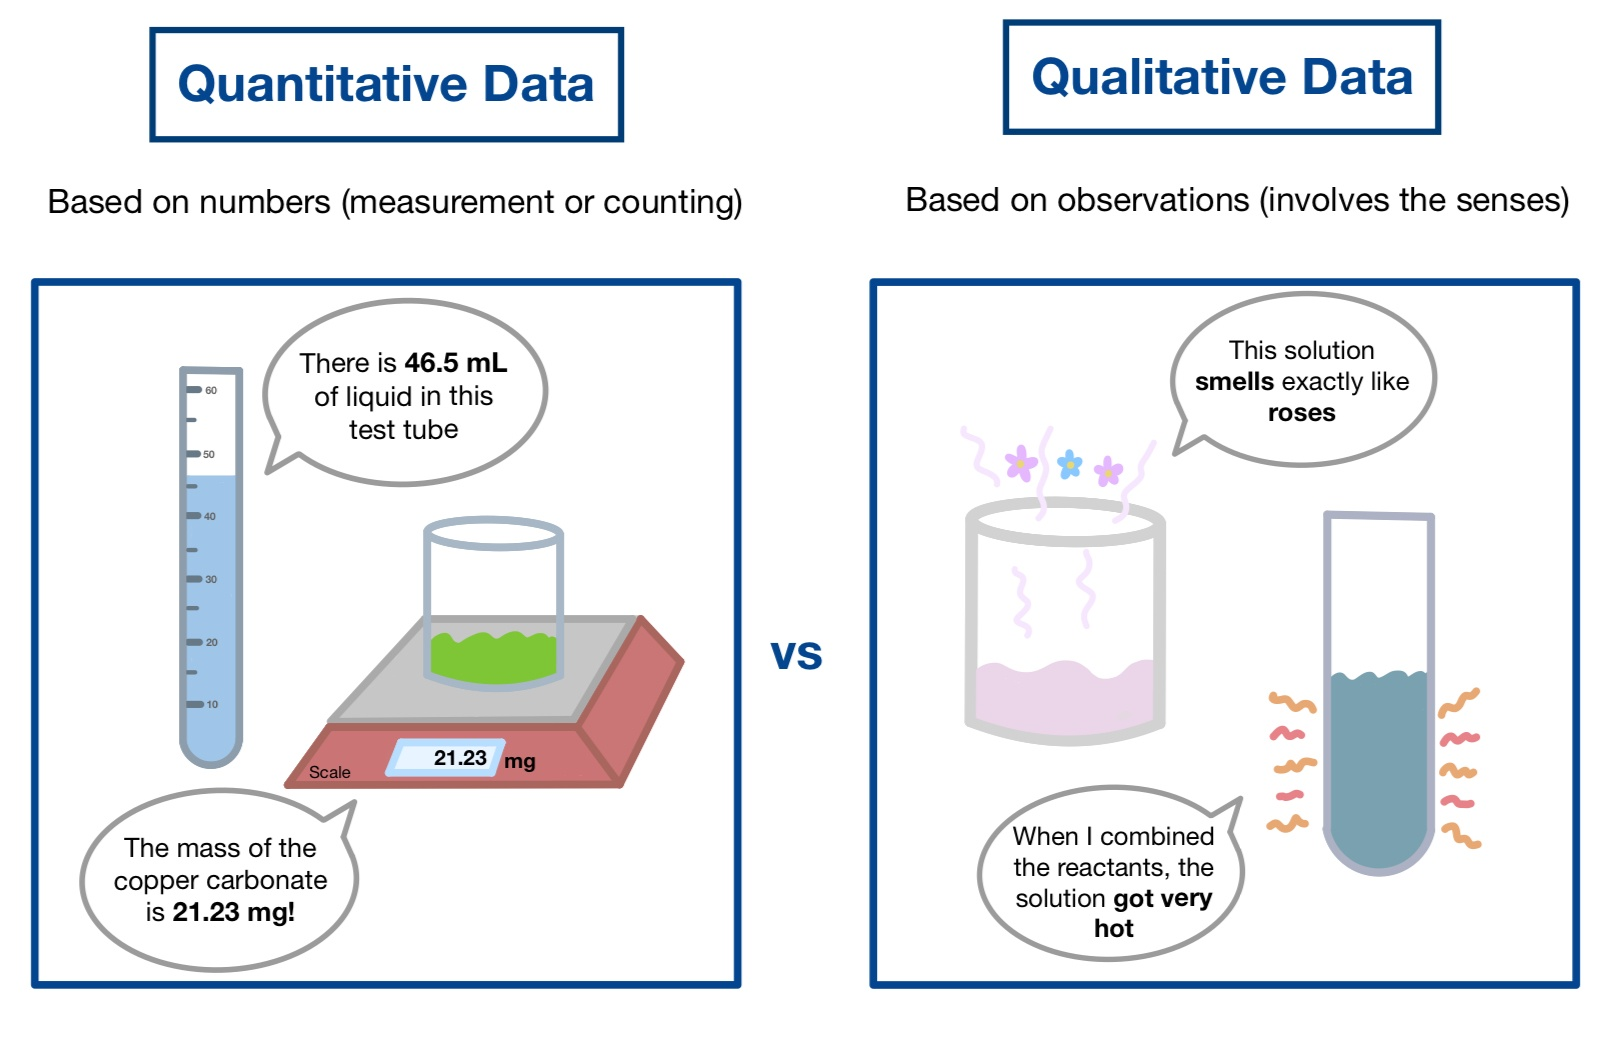 Quantitative Data
Based on numbers (measurement or counting)
There is 46.5 mL
of liquid in this
test tube
60
50
40
30
20
10
21.23 mg
Scale
The mass of the
copper carbonate
is 21.23 mg!
vs
Qualitative Data
Based on observations (involves the senses)
This solution
smells exactly like
roses
When I combined
the reactants, the
solution got very
hot